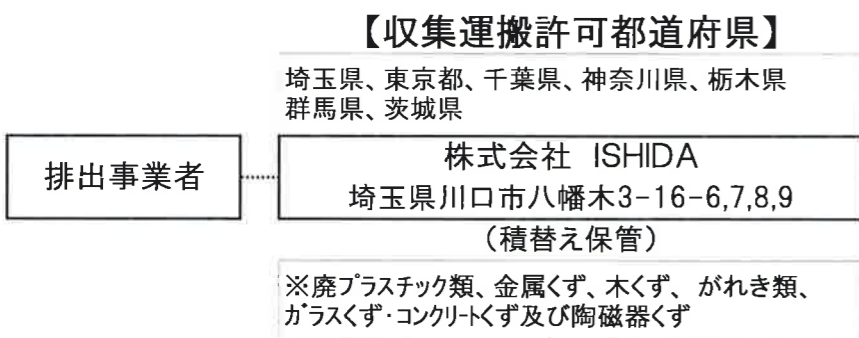 【収集運搬許可都道府県】
埼玉県、東京都、千葉県、神奈川県、栃木県
群馬県、茨城県
排出事業者
株式会社 ISHIDA
埼玉県川口市八幡木3-16-6,7,8,9
（積替え保管）
※廃プラスチック類、金属くず、木くず、がれき類、
ガラスくず・コンクリートくず及び陶磁器くず